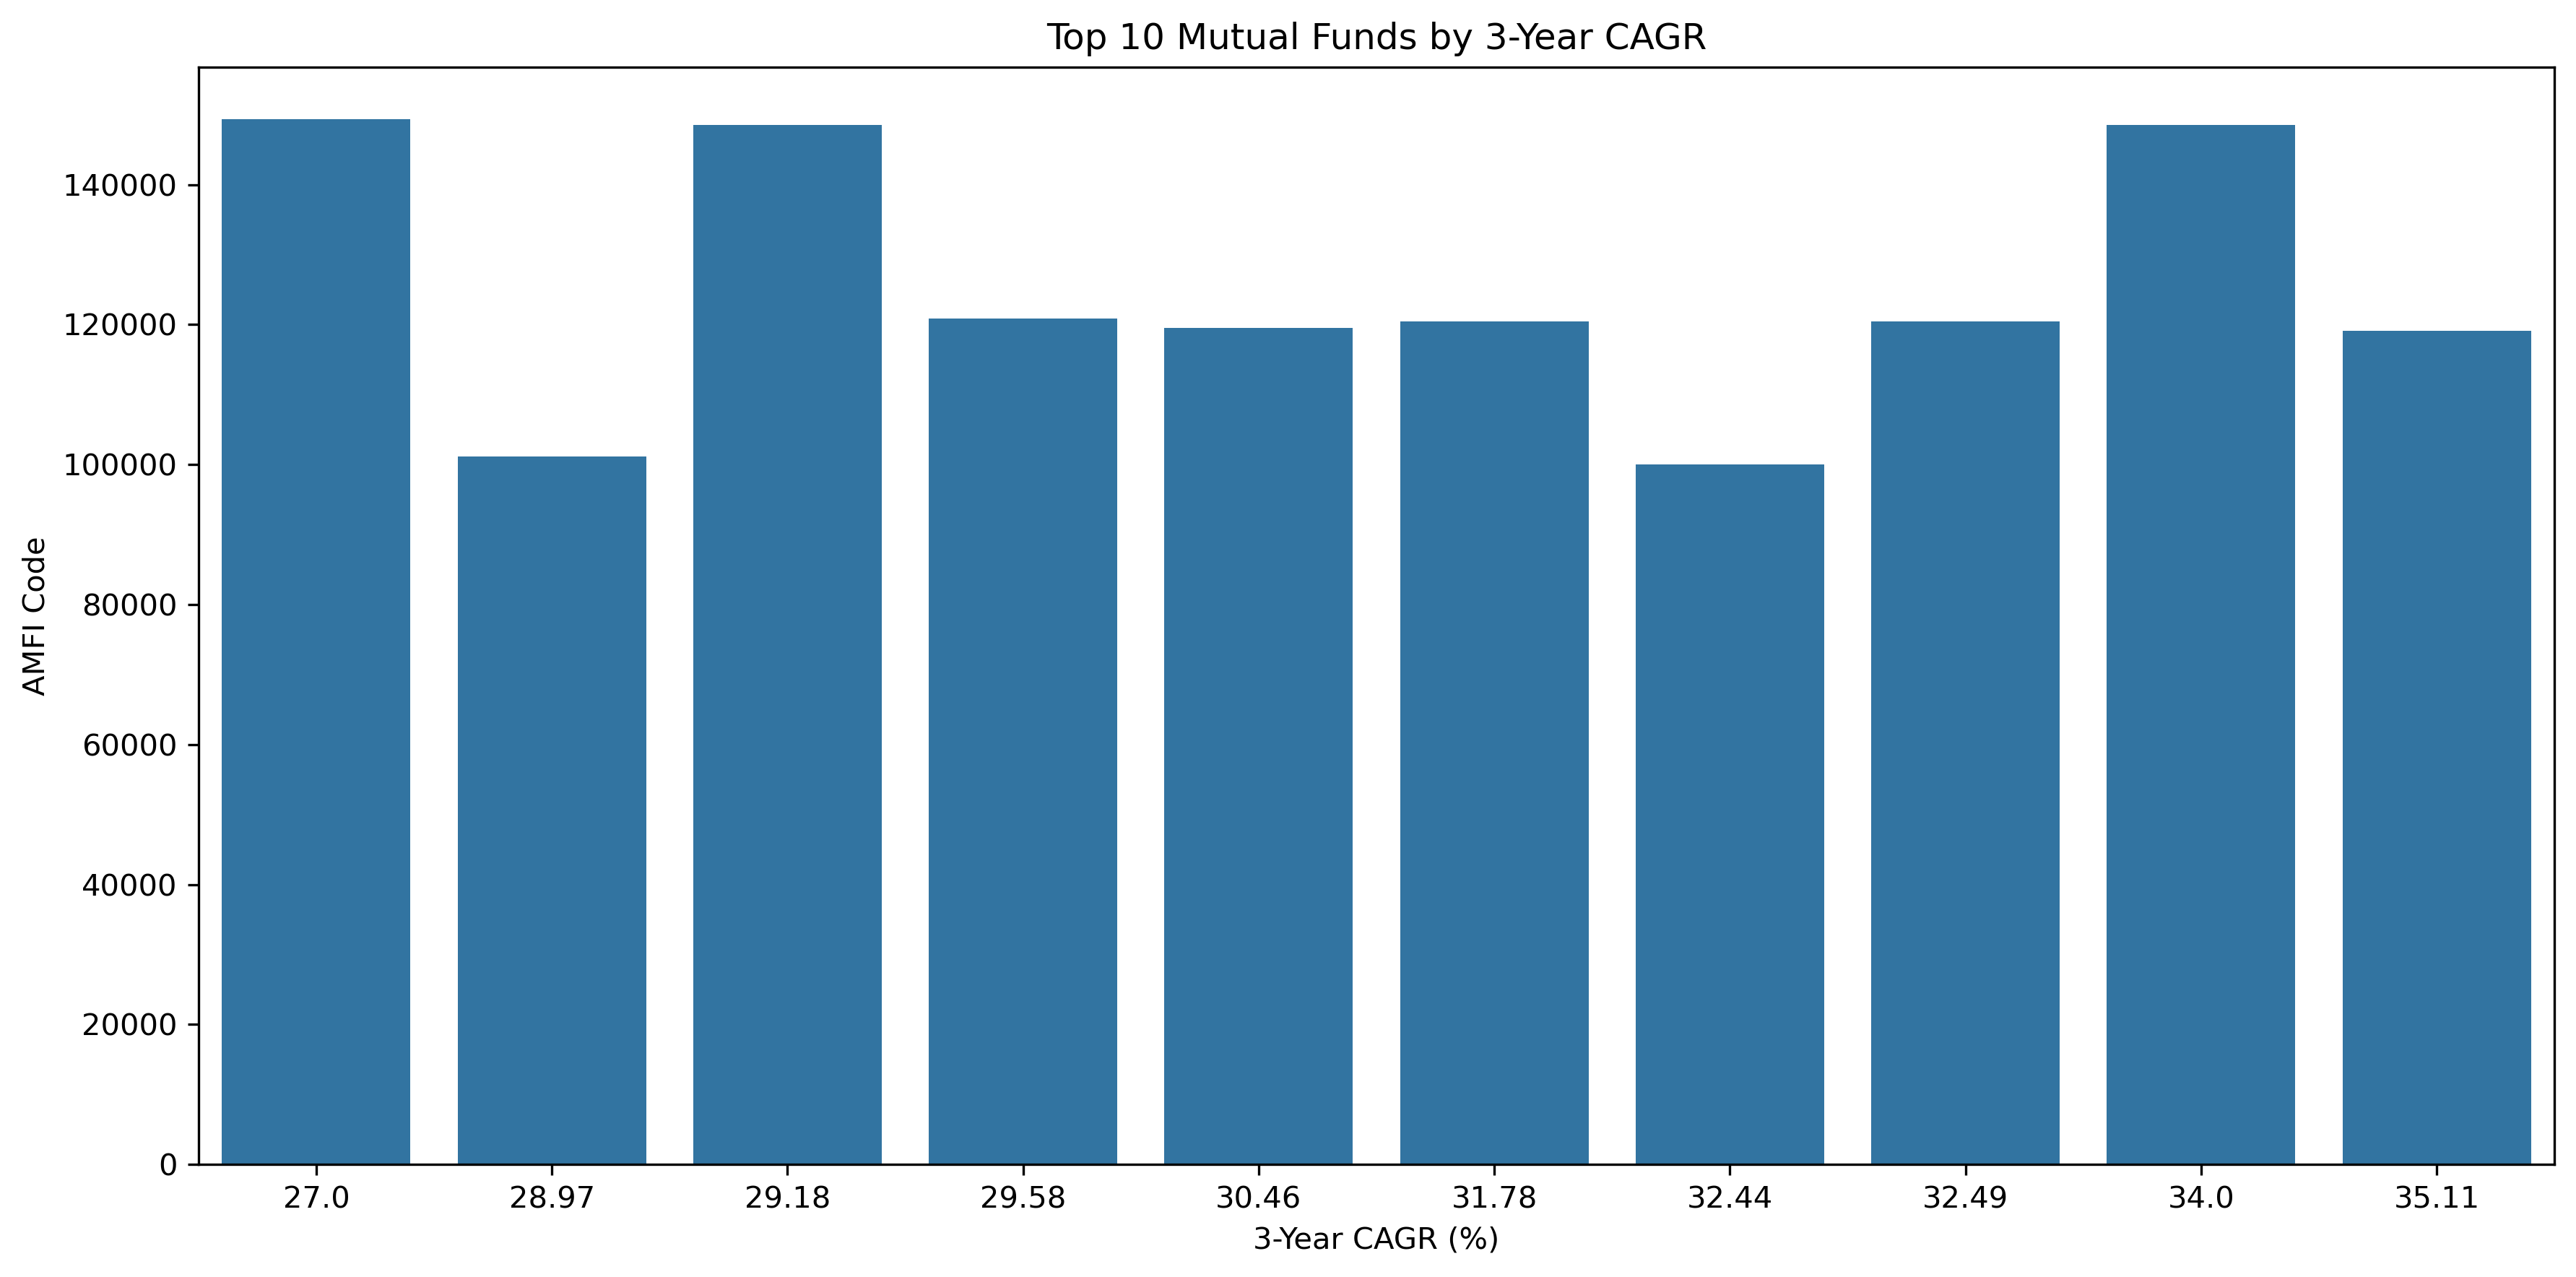 Top 10 Mutual Funds by 3-Year CAGR
AMFI Code
140000
120000
100000
80000
60000
40000
20000
0
27.0 28.97 29.18 29.58 30.46 31.78 32.44 32.49 34.0 35.11
3-Year CAGR (%)